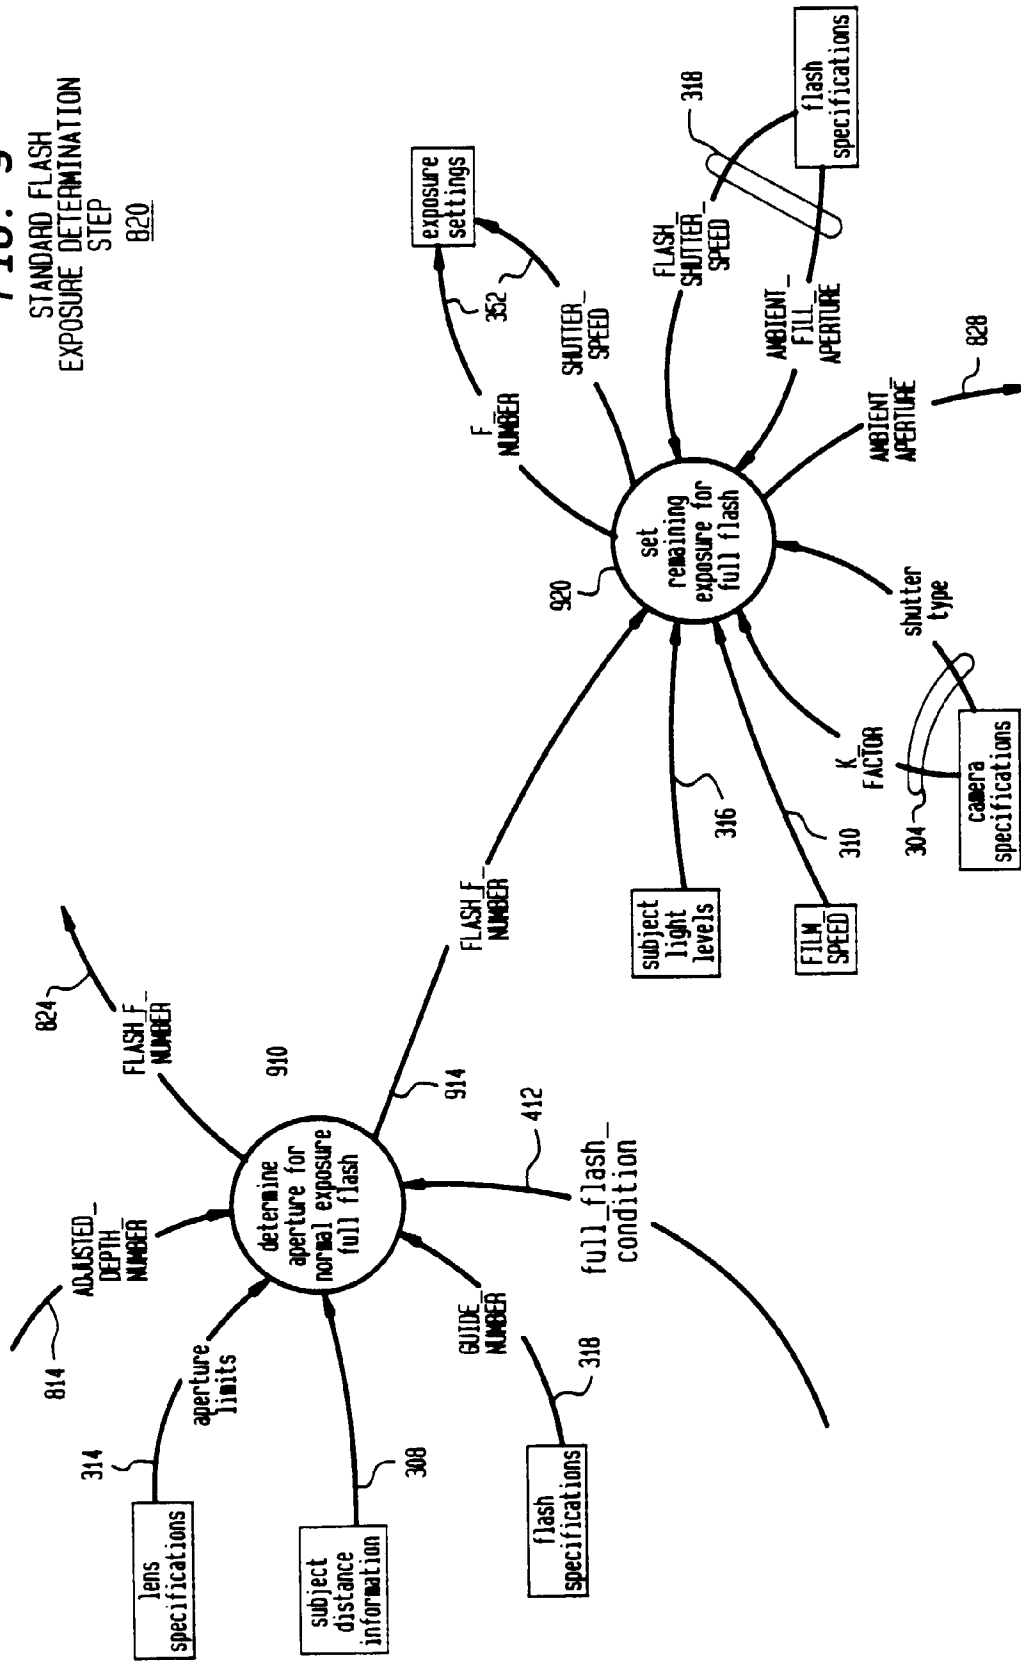 FIG. 9
STANDARD FLASH
EXPOSURE DETERMINATION
STEP
820
lens
specifications
314
aperture
limits
814
ADJUSTED_
DEPTH_
NUMBER
824
FLASH_F_
NUMBER
subject
distance
information
308
determine
aperture for
normal exposure
full flash
910
flash
specifications
318
GUIDE_
NUMBER
914
412
full_flash_
condition
FLASH_F_
NUMBER
920
set
remaining
exposure for
full flash
F_
NUMBER
352
SHUTTER_
SPEED
exposure
settings
FLASH_
SHUTTER_
SPEED
318
AMBIENT_
FILL_
APERTURE
flash
specifications
AMBIENT_
APERTURE
828
subject
light
levels
316
FILM_
SPEED
310
K_
FACTOR
304
shutter
type
camera
specifications